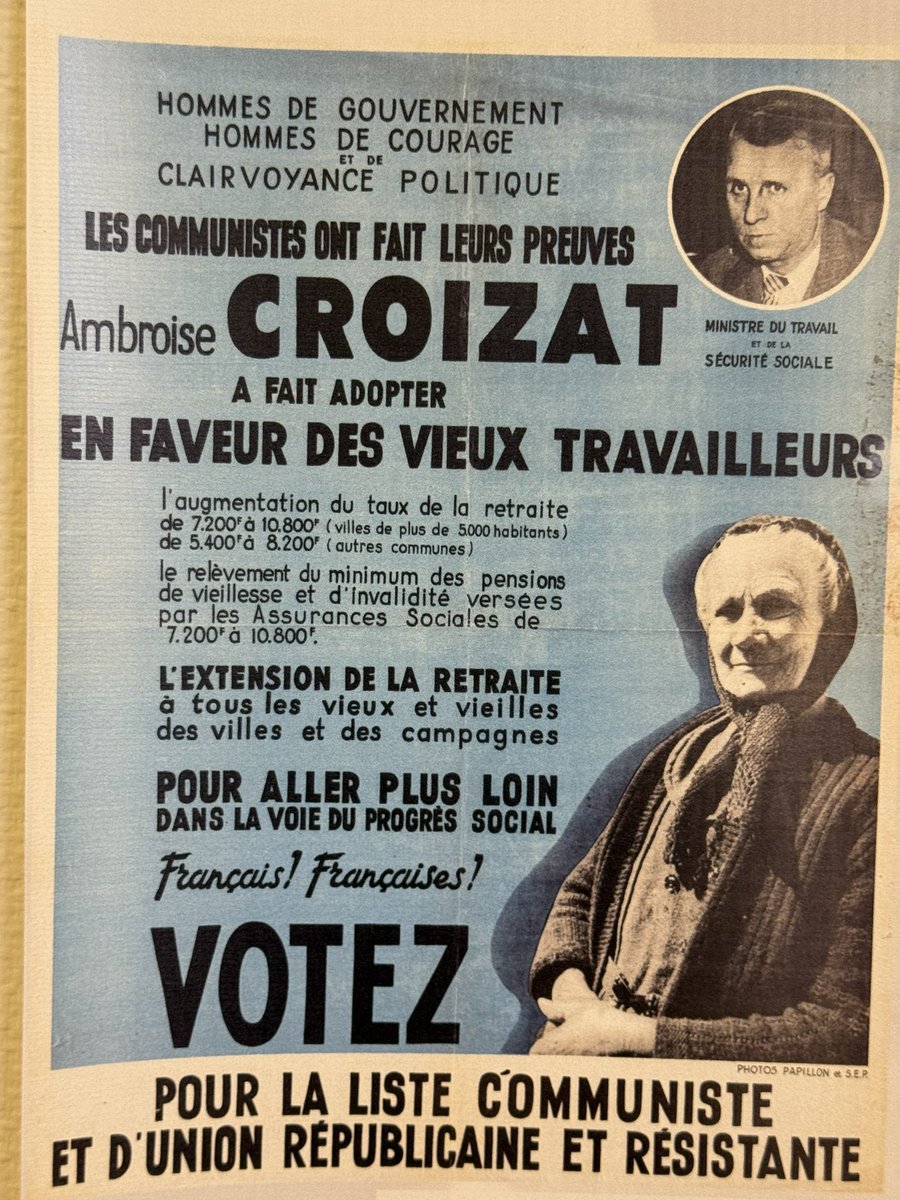 HOMMES DE GOUVERNEMENT
HOMMES DE COURAGE
ET DE
CLAIRVOYANCE POLITIQUE
LES COMMUNISTES ONT FAIT LEURS PREUVES
Ambroise CROIZAT
MINISTRE DU TRAVAIL
ET DE LA
SÉCURITÉ SOCIALE
A FAIT ADOPTER
EN FAVEUR DES VIEUX TRAVAILLEURS
l'augmentation du taux de la retraite
de 7.200F à 10.800F (villes de plus de 5.000 habitants)
de 5.400F à 8.200F (autres communes)
le relèvement du minimum des pensions
de vieillesse et d'invalidité versées
par les Assurances Sociales de
7.200F à 10.800F.
L'EXTENSION DE LA RETRAITE
à tous les vieux et vieilles
des villes et des campagnes
POUR ALLER PLUS LOIN
DANS LA VOIE DU PROGRÈS SOCIAL
Français! Françaises!
VOTEZ
PHOTOS PAPILLON et S.E.P.
POUR LA LISTE COMMUNISTE
ET D'UNION RÉPUBLICAINE ET RÉSISTANTE